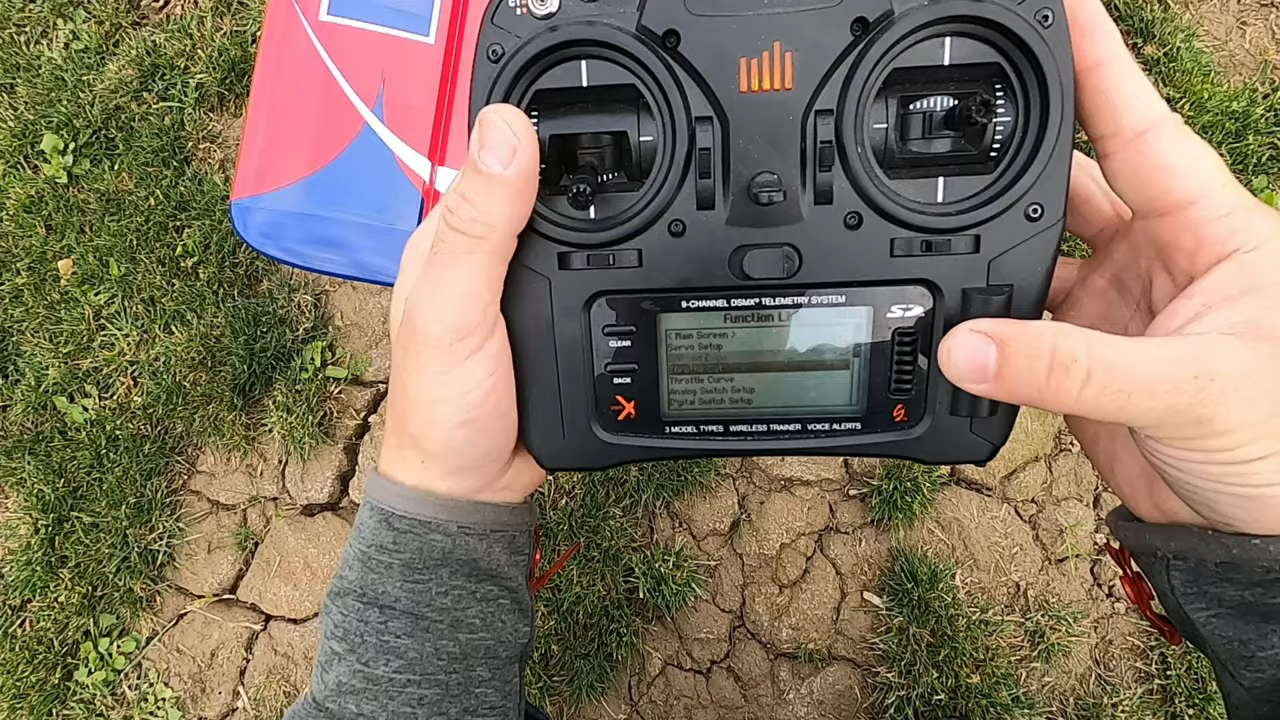 9-CHANNEL DSMX® TELEMETRY SYSTEM
Function Li
< Main Screen >
Servo Setup
Throttle Cut
Throttle Curve
Analog Switch Setup
Digital Switch Setup
CLEAR
BACK
3 MODEL TYPES WIRELESS TRAINER VOICE ALERTS